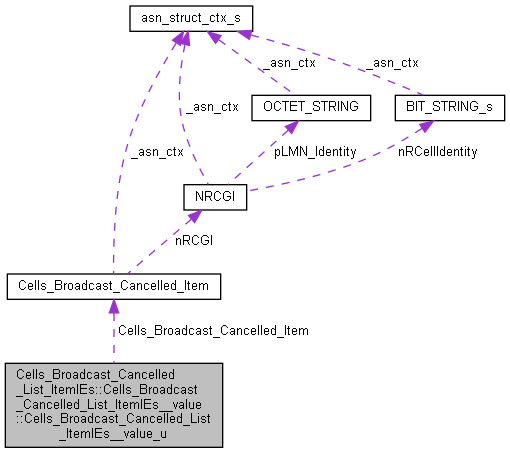 asn_struct_ctx_s
_asn_ctx
_asn_ctx
OCTET_STRING
BIT_STRING_s
_asn_ctx
_asn_ctx
pLMN_Identity
nRCellIdentity
NRCGI
nRCGI
Cells_Broadcast_Cancelled_Item
Cells_Broadcast_Cancelled_Item
Cells_Broadcast_Cancelled
_List_ItemIEs::Cells_Broadcast
_Cancelled_List_ItemIEs__value
::Cells_Broadcast_Cancelled_List
_ItemIEs__value_u